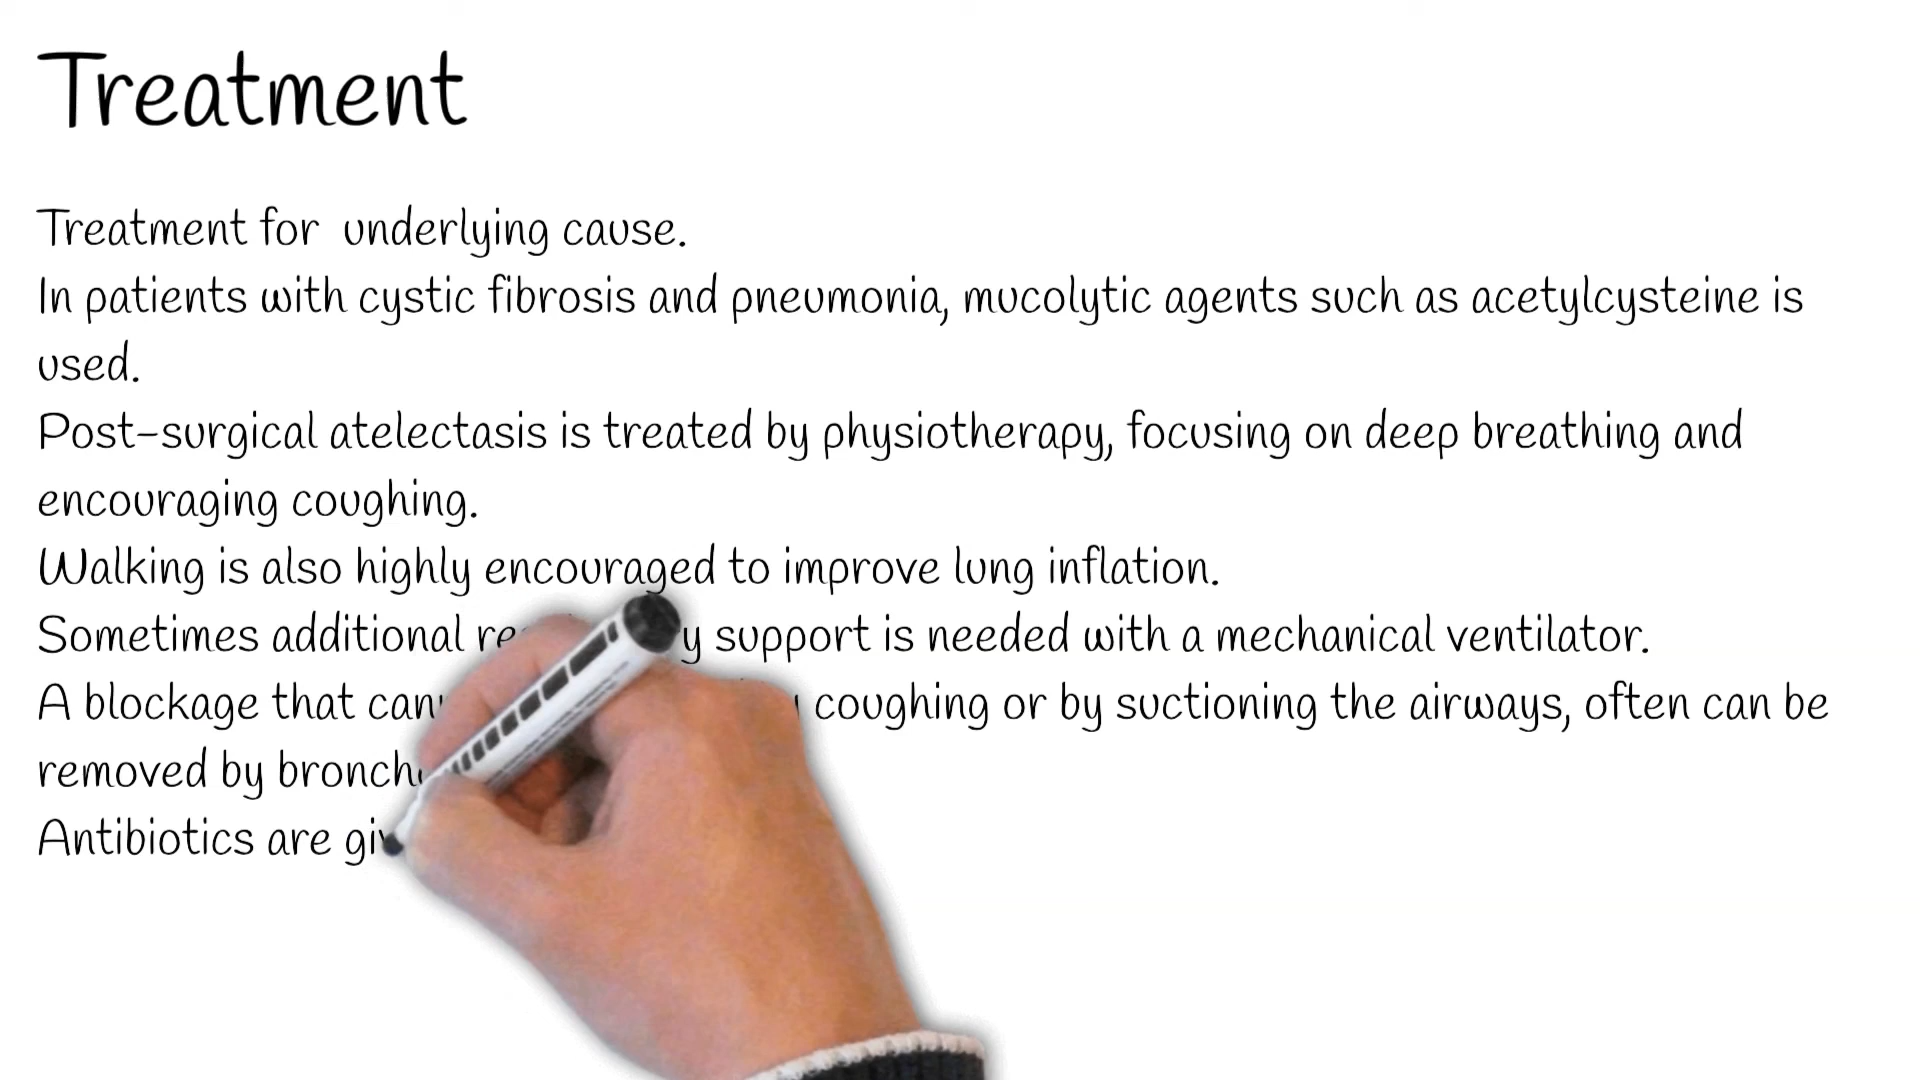 Treatment
Treatment for underlying cause.
In patients with cystic fibrosis and pneumonia, mucolytic agents such as acetylcysteine is
used.
Post-surgical atelectasis is treated by physiotherapy, focusing on deep breathing and
encouraging coughing.
Walking is also highly encouraged to improve lung inflation.
Sometimes additional support is needed with a mechanical ventilator.
A blockage that coughing or by suctioning the airways, often can be
removed by
Antibiotics are